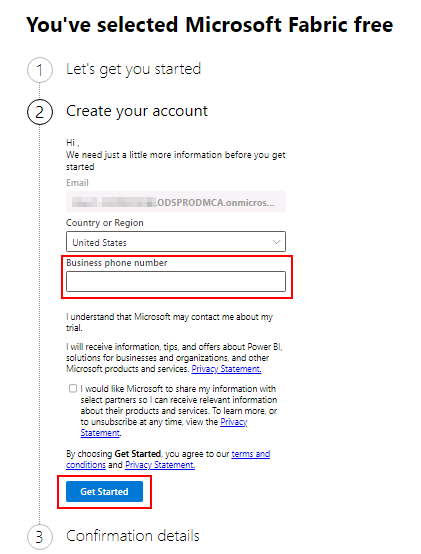 You've selected Microsoft Fabric free
1 Let's get you started
2 Create your account
Hi ,
We need just a little more information before you get
started
Email
.ODSPRODMCA.onmicros...
Country or Region
United States
Business phone number
I understand that Microsoft may contact me about my
trial.
I will receive information, tips, and offers about Power BI,
solutions for businesses and organizations, and other
Microsoft products and services. Privacy Statement.
I would like Microsoft to share my information with
select partners so I can receive relevant information
about their products and services. To learn more, or
to unsubscribe at any time, view the Privacy
Statement.
By choosing Get Started, you agree to our terms and
conditions and Privacy Statement.
Get Started
3 Confirmation details